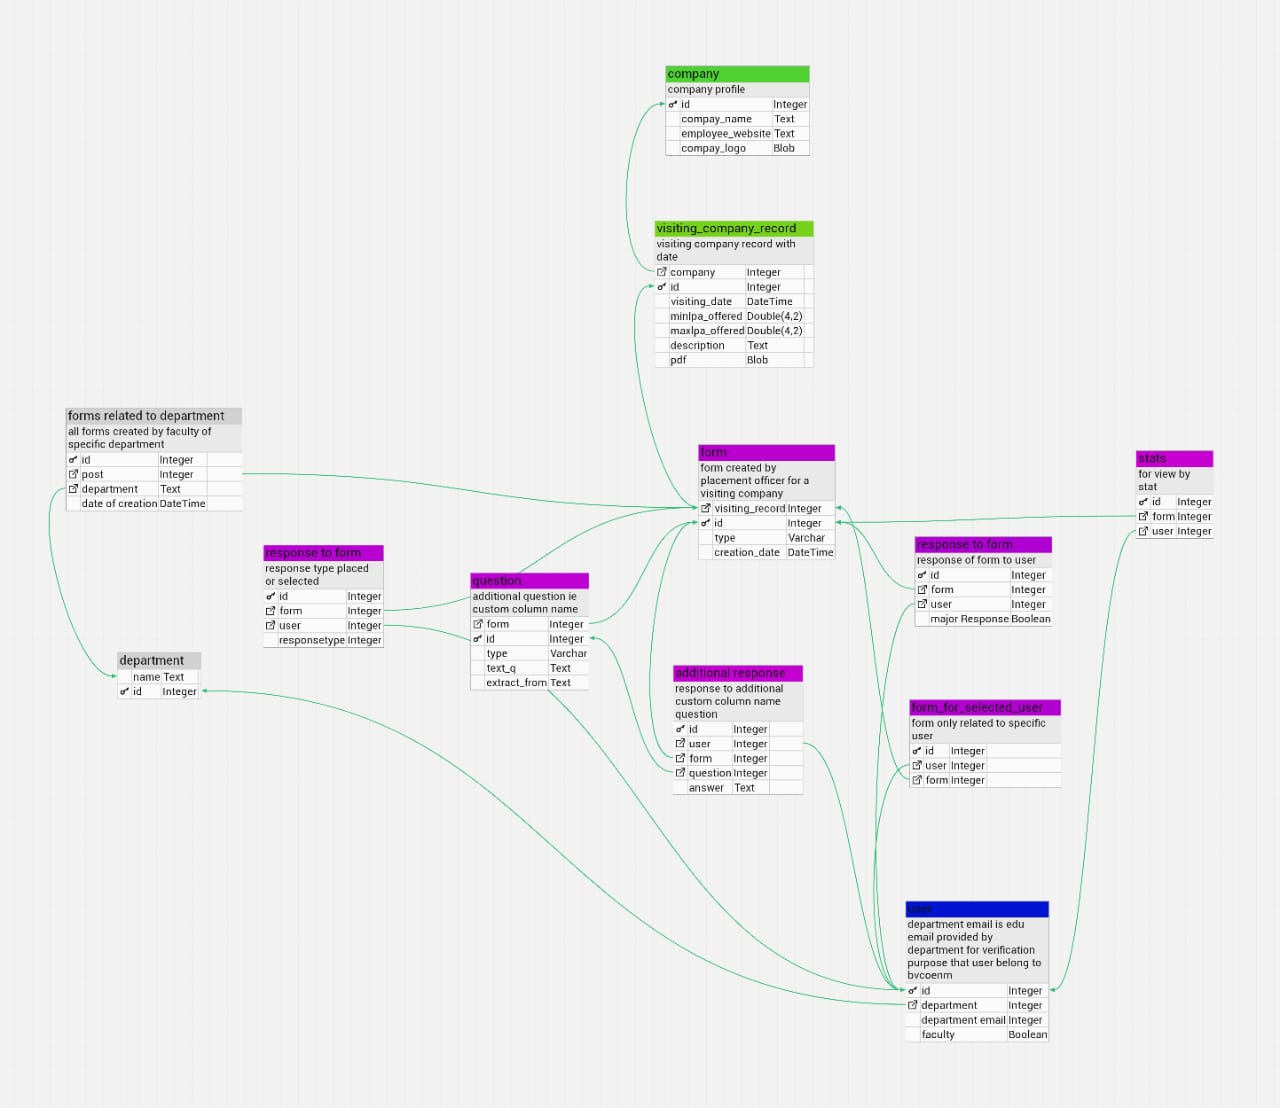 company
company profile
id Integer
compay_name Text
employee_website Text
compay_logo Blob
visiting_company_record
visiting company record with
date
company Integer
id Integer
visiting_date DateTime
minlpa_offered Double(4,2)
maxlpa_offered Double(4,2)
description Text
pdf Blob
forms related to department
all forms created by faculty of
specific department
id Integer
post Integer
department Text
date of creation DateTime
form
form created by
placement officer for a
visiting company
visiting_record Integer
id Integer
type Varchar
creation_date DateTime
stats
for view by
stat
id Integer
form Integer
user Integer
response to form
response type placed
or selected
id Integer
form Integer
user Integer
responsetype Integer
question
additional question ie
custom column name
form Integer
id Integer
type Varchar
text_q Text
extract_from Text
response to form
response of form to user
id Integer
form Integer
user Integer
major Response Boolean
department
name Text
id Integer
additional response
response to additional
custom column name
question
id Integer
user Integer
form Integer
question Integer
answer Text
form_for_selected_user
form only related to specific
user
id Integer
user Integer
form Integer
user
department email is edu
email provided by
department for verification
purpose that user belong to
bvcoenm
id Integer
department Integer
department email Integer
faculty Boolean